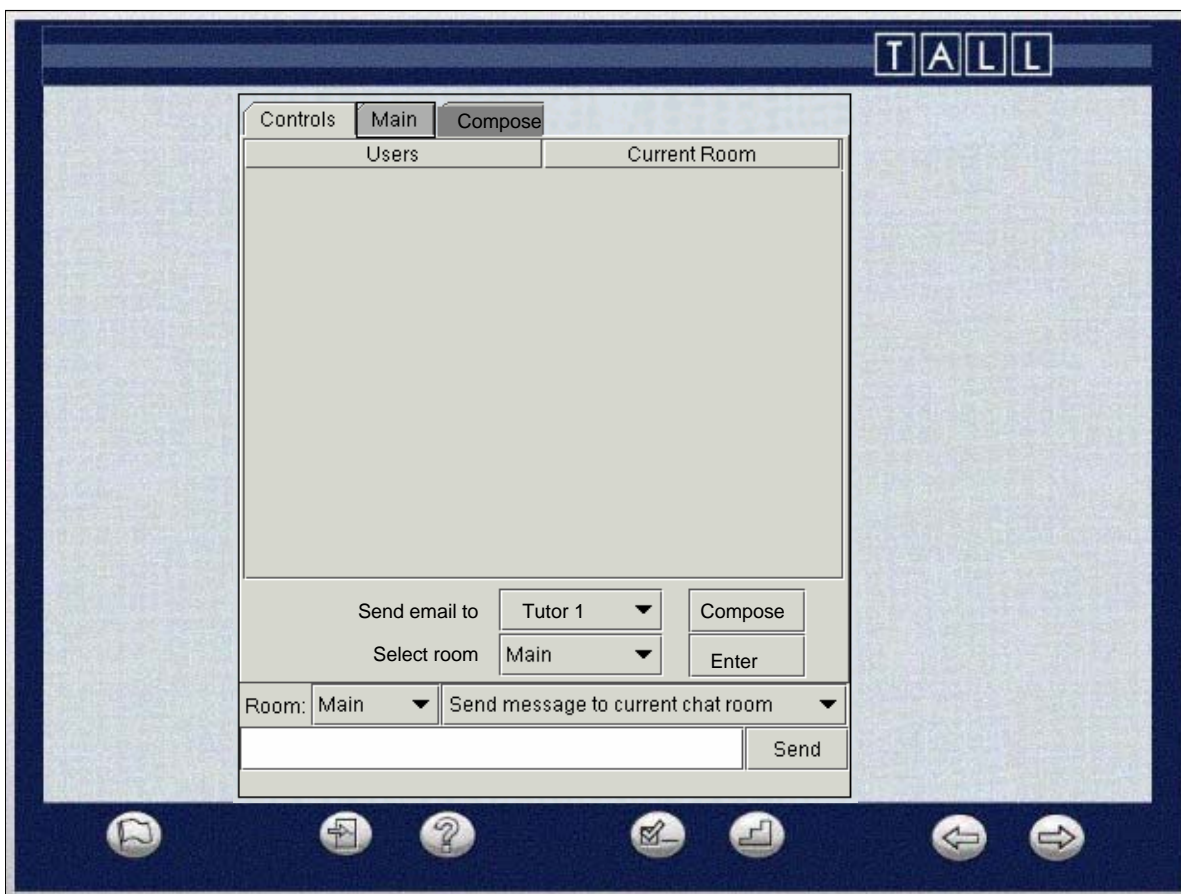 TALL
Controls Main Compose
Users Current Room
Send email to Tutor 1 Compose
Select room Main Enter
Room: Main Send message to current chat room
Send